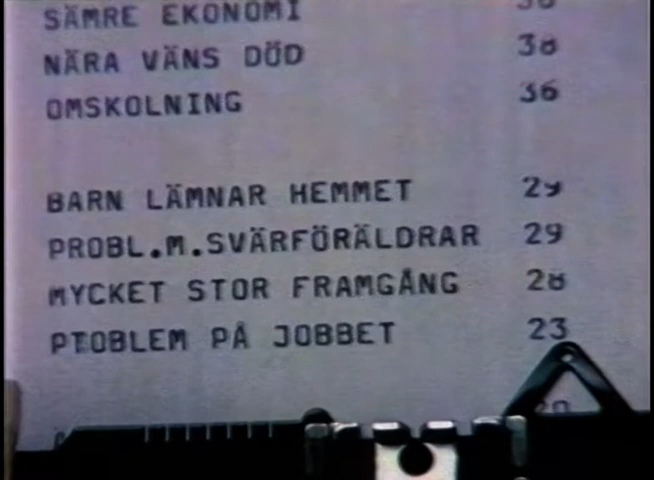 SÄMRE EKONOMI 38
NÄRA VÄNS DÖD 38
OMSKOLNING 36
BARN LÄMNAR HEMMET 29
PROBL.M.SVÄRFÖRÄLDRAR 29
MYCKET STOR FRAMGÅNG 28
PTOBLEM PÅ JOBBET 23